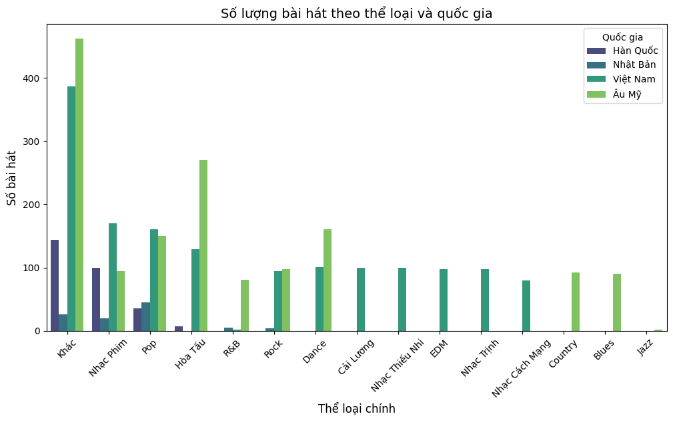 Số lượng bài hát theo thể loại và quốc gia
Quốc gia
Hàn Quốc
Nhật Bản
Việt Nam
Âu Mỹ
Số bài hát
400
300
200
100
0
Khác
Nhạc Phim
Pop
Hòa Tấu
R&B
Rock
Dance
Cải Lương
Nhạc Thiếu Nhi
EDM
Nhạc Trịnh
Nhạc Cách Mạng
Country
Blues
Jazz
Thể loại chính